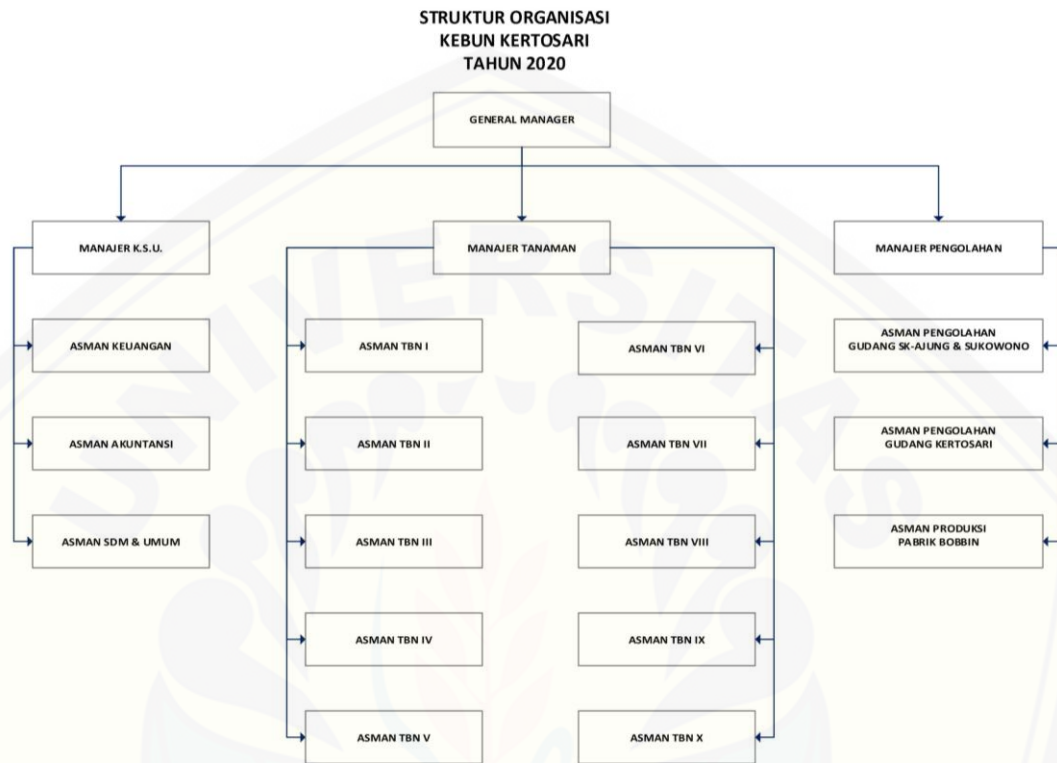 STRUKTUR ORGANISASI
KEBUN KERTOSARI
TAHUN 2020
GENERAL MANAGER
MANAJER K.S.U.
MANAJER TANAMAN
MANAJER PENGOLAHAN
ASMAN KEUANGAN
ASMAN TBN I
ASMAN TBN VI
ASMAN PENGOLAHAN
GUDANG SK-AJUNG & SUKOWONO
ASMAN AKUNTANSI
ASMAN TBN II
ASMAN TBN VII
ASMAN PENGOLAHAN
GUDANG KERTOSARI
ASMAN SDM & UMUM
ASMAN TBN III
ASMAN TBN VIII
ASMAN PRODUKSI
PABRIK BOBBIN
ASMAN TBN IV
ASMAN TBN IX
ASMAN TBN V
ASMAN TBN X
UNIVERSITAS